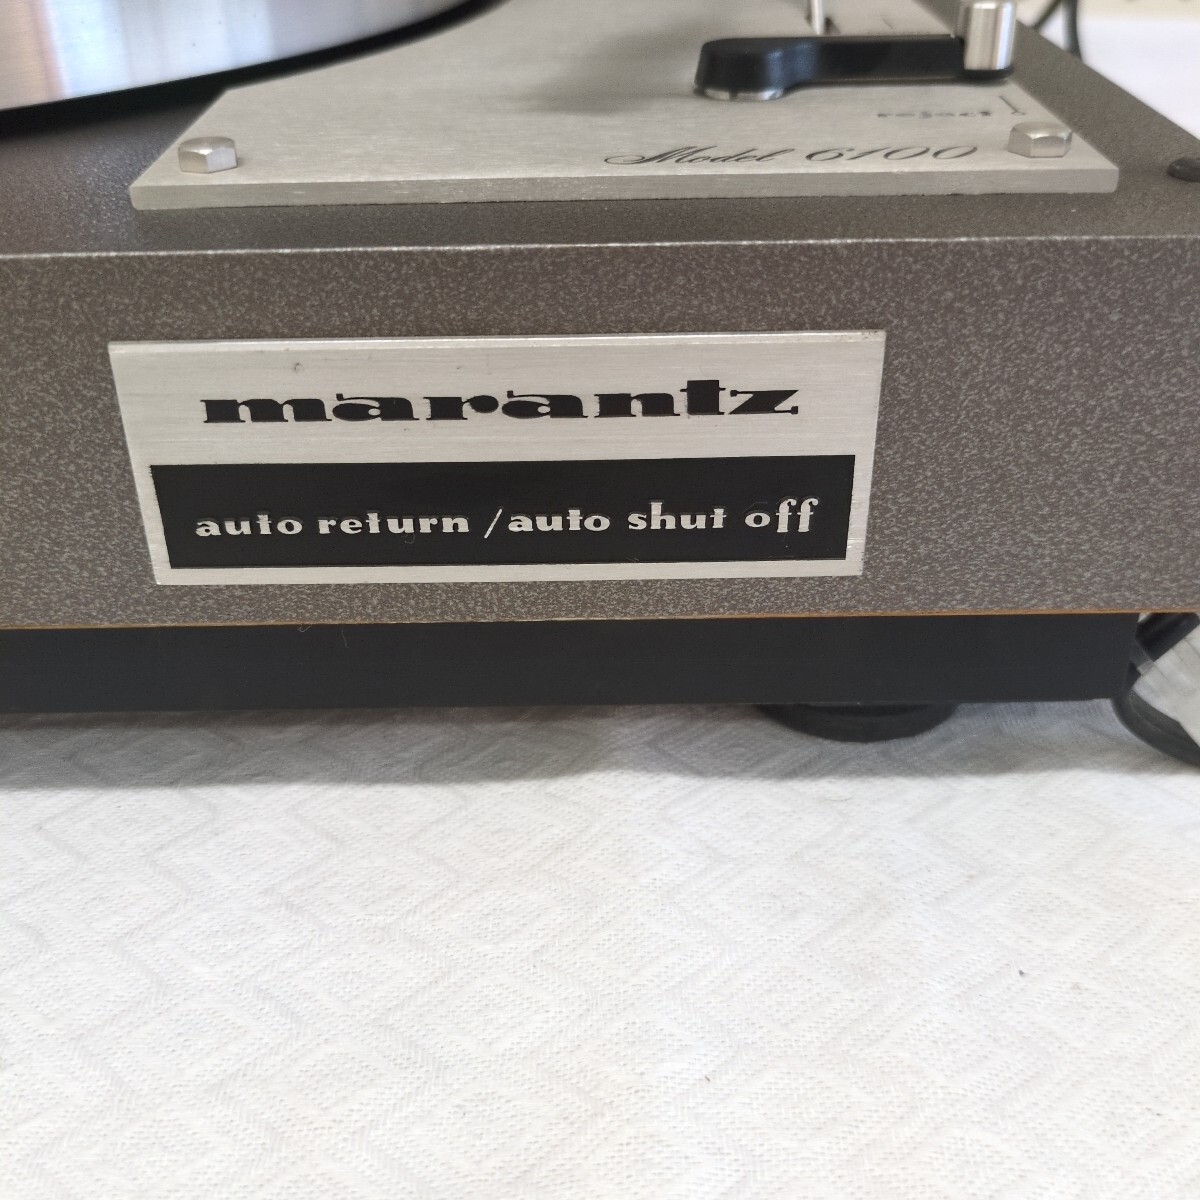 reject
Model 6100
marantz
auto return / auto shut off